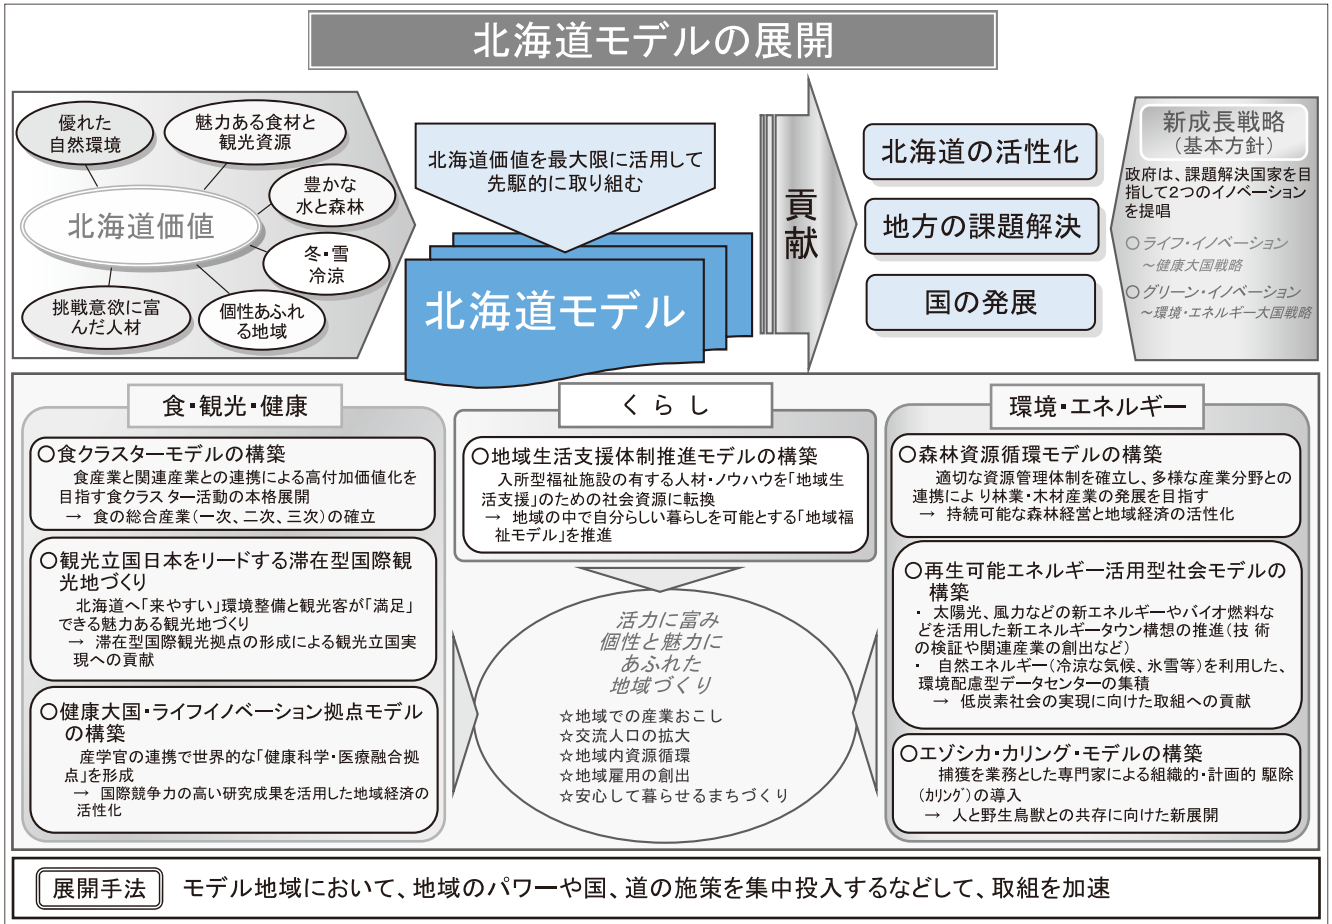 北海道モデルの展開
優れた
自然環境
魅力ある食材と
観光資源
豊かな
水と森林
北海道価値
冬・雪
冷涼
挑戦意欲に富
んだ人材
個性あふれ
る地域
北海道価値を最大限に活用して
先駆的に取り組む
北海道モデル
貢献
北海道の活性化
地方の課題解決
国の発展
新成長戦略
(基本方針)
政府は、課題解決国家を目
指して2つのイノベーション
を提唱
○ライフ・イノベーション
～健康大国戦略
○グリーン・イノベーション
～環境・エネルギー大国戦略
食・観光・健康
○食クラスターモデルの構築
食産業と関連産業との連携による高付加価値化を
目指す食クラスター活動の本格展開
→ 食の総合産業(一次、二次、三次)の確立
○観光立国日本をリードする滞在型国際観
光地づくり
北海道へ「来やすい」環境整備と観光客が「満足」
できる魅力ある観光地づくり
→ 滞在型国際観光拠点の形成による観光立国実
現への貢献
○健康大国・ライフイノベーション拠点モデル
の構築
産学官の連携で世界的な「健康科学・医療融合拠
点」を形成
→ 国際競争力の高い研究成果を活用した地域経済の
活性化
くらし
○地域生活支援体制推進モデルの構築
入所型福祉施設の有する人材・ノウハウを「地域生
活支援」のための社会資源に転換
→ 地域の中で自分らしい暮らしを可能とする「地域福
祉モデル」を推進
活力に富み
個性と魅力に
あふれた
地域づくり
☆地域での産業おこし
☆交流人口の拡大
☆地域内資源循環
☆地域雇用の創出
☆安心して暮らせるまちづくり
環境・エネルギー
○森林資源循環モデルの構築
適切な資源管理体制を確立し、多様な産業分野との
連携により林業・木材産業の発展を目指す
→ 持続可能な森林経営と地域経済の活性化
○再生可能エネルギー活用型社会モデルの
構築
・ 太陽光、風力などの新エネルギーやバイオ燃料な
どを活用した新エネルギータウン構想の推進(技術
の検証や関連産業の創出など)
・ 自然エネルギー(冷涼な気候、氷雪等)を利用した、
環境配慮型データセンターの集積
→ 低炭素社会の実現に向けた取組への貢献
○エゾシカ・カリング・モデルの構築
捕獲を業務とした専門家による組織的・計画的 駆除
(ｶﾘﾝｸﾞ)の導入
→ 人と野生鳥獣との共存に向けた新展開
展開手法
モデル地域において、地域のパワーや国、道の施策を集中投入するなどして、取組を加速